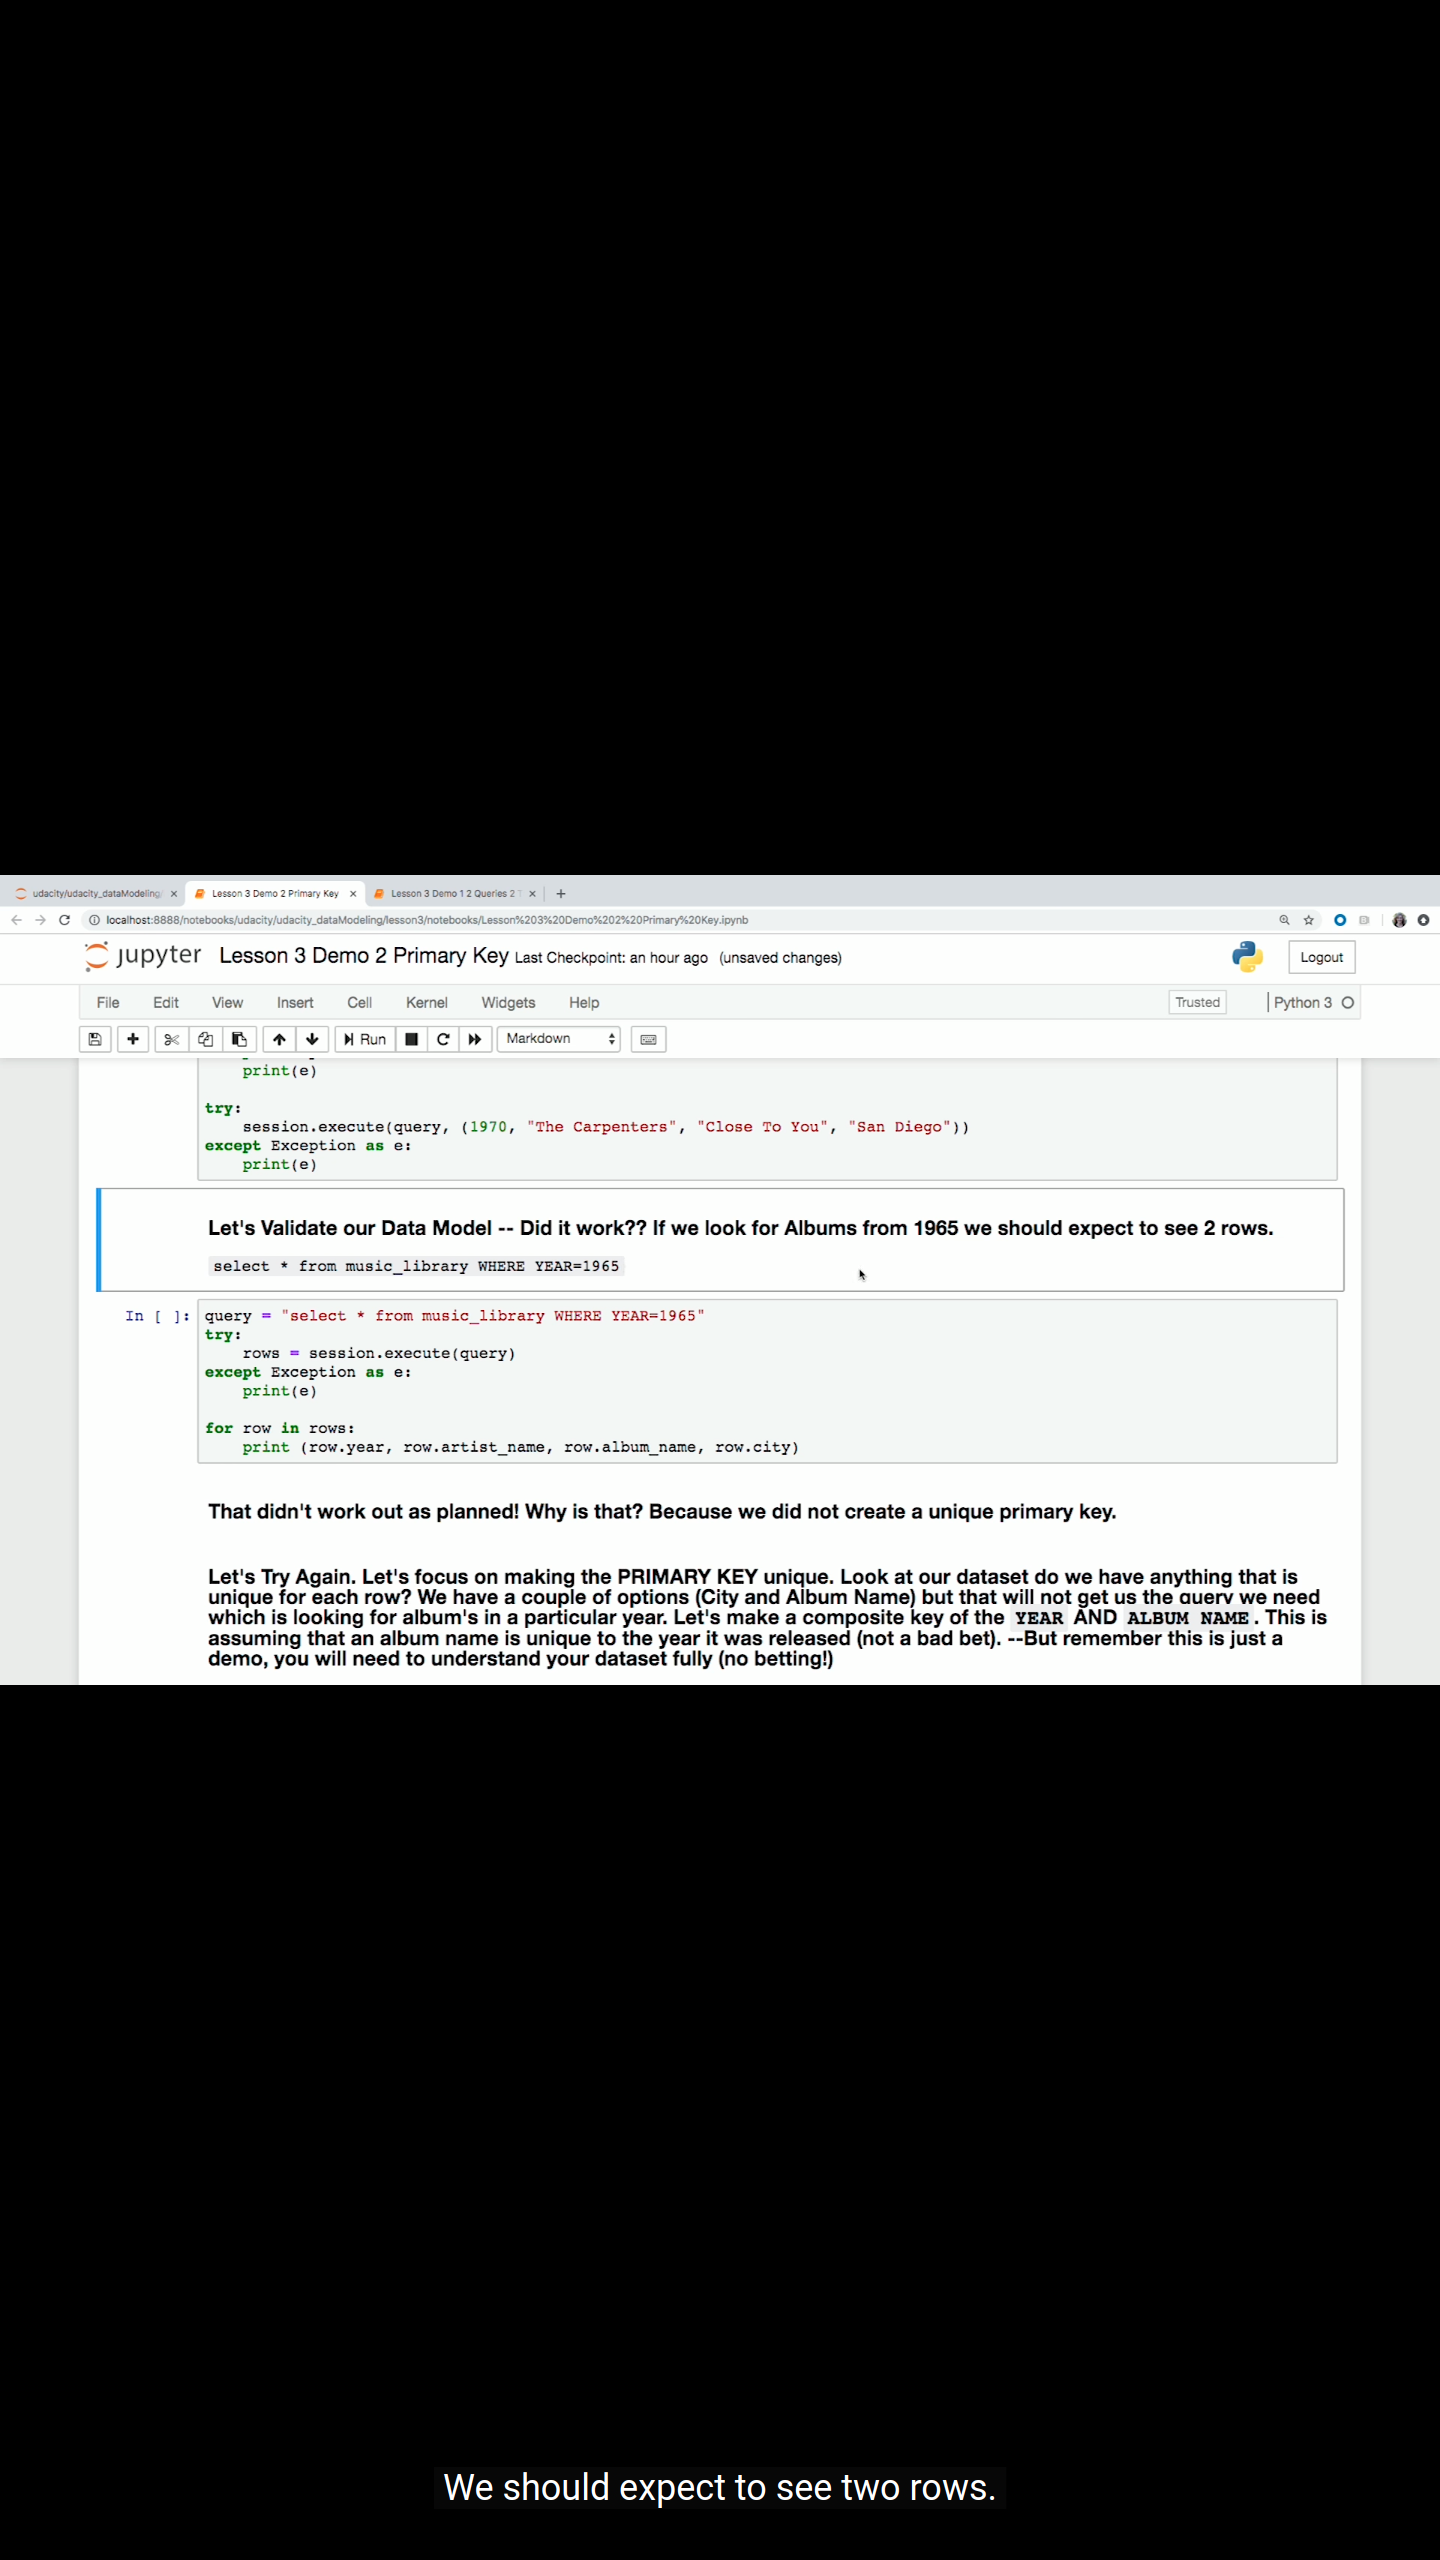 udacity/udacity_dataModeling/
Lesson 3 Demo 2 Primary Key
Lesson 3 Demo 1 2 Queries 2 T
localhost:8888/notebooks/udacity/udacity_dataModeling/lesson3/notebooks/Lesson%203%20Demo%202%20Primary%20Key.ipynb
jupyter Lesson 3 Demo 2 Primary Key Last Checkpoint: an hour ago (unsaved changes) Logout
File Edit View Insert Cell Kernel Widgets Help Trusted Python 3
Run Markdown
print(e)
try:
session.execute(query, (1970, "The Carpenters", "Close To You", "San Diego"))
except Exception as e:
print(e)
Let's Validate our Data Model -- Did it work?? If we look for Albums from 1965 we should expect to see 2 rows.
select * from music_library WHERE YEAR=1965
In [ ]: query = "select * from music_library WHERE YEAR=1965"
try:
rows = session.execute(query)
except Exception as e:
print(e)
for row in rows:
print (row.year, row.artist_name, row.album_name, row.city)
That didn't work out as planned! Why is that? Because we did not create a unique primary key.
Let's Try Again. Let's focus on making the PRIMARY KEY unique. Look at our dataset do we have anything that is
unique for each row? We have a couple of options (City and Album Name) but that will not get us the query we need
which is looking for album's in a particular year. Let's make a composite key of the YEAR AND ALBUM NAME. This is
assuming that an album name is unique to the year it was released (not a bad bet). --But remember this is just a
demo, you will need to understand your dataset fully (no betting!)
We should expect to see two rows.